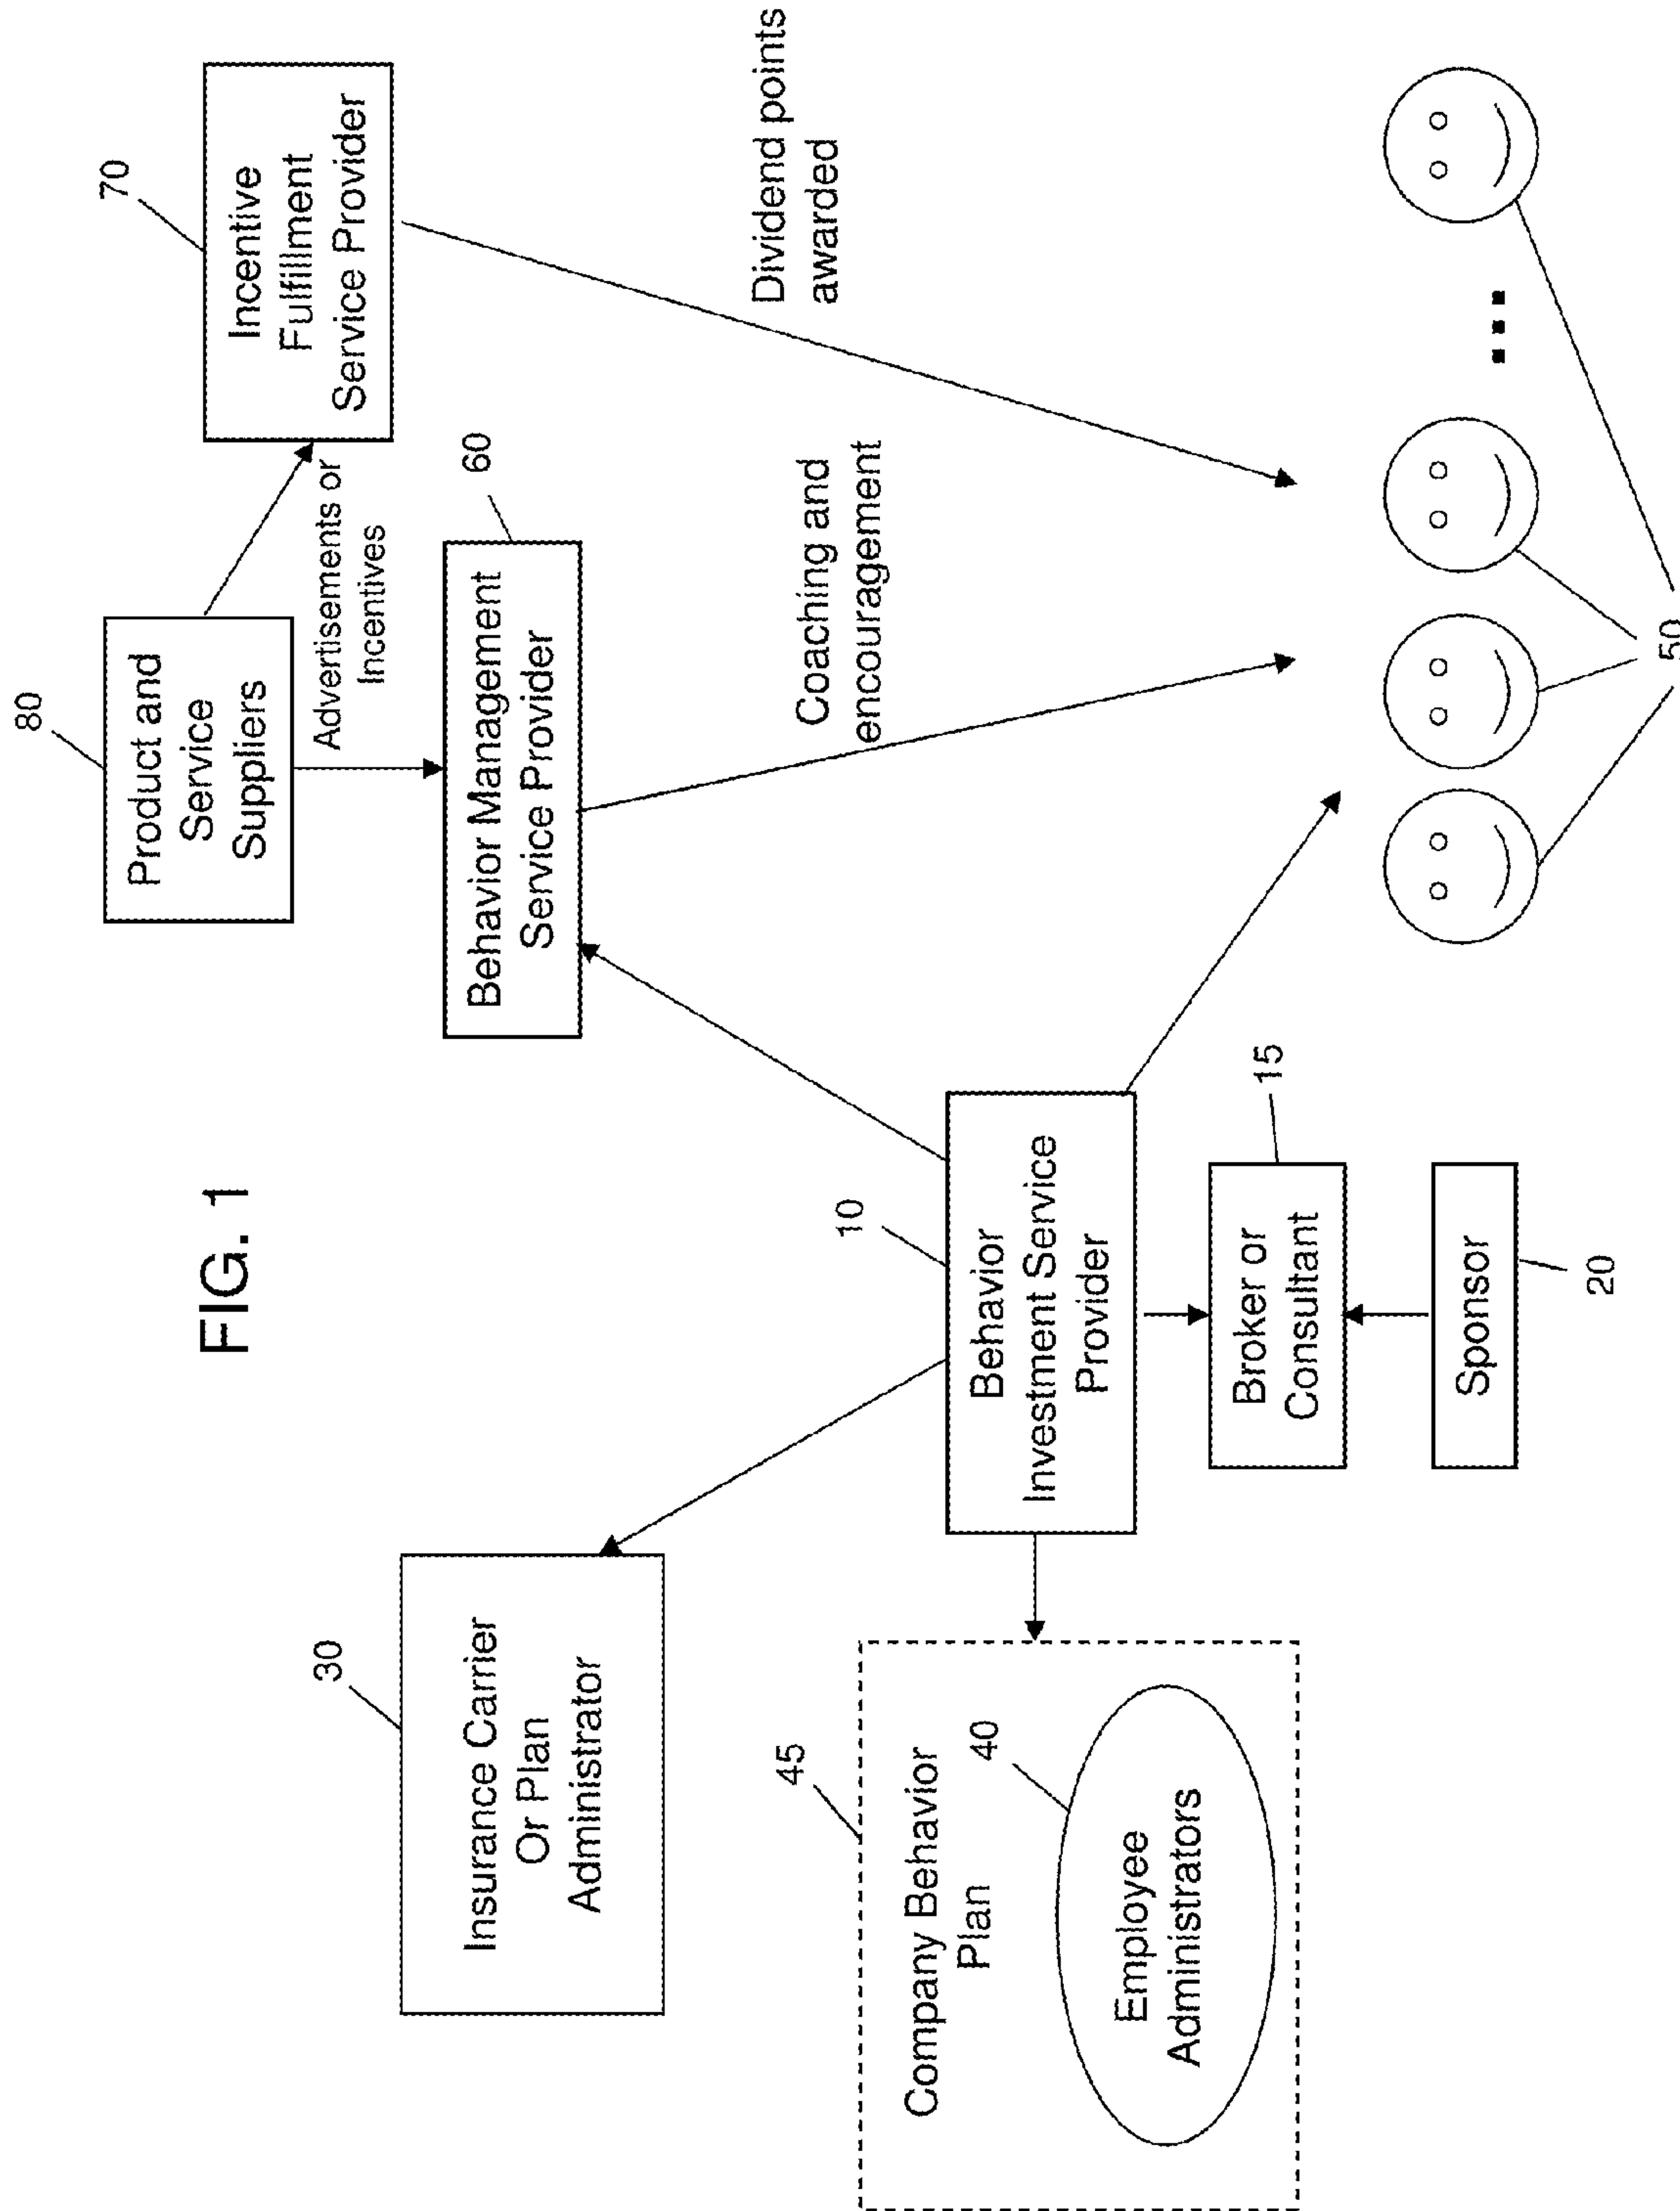 FIG. 1
80
Product and
Service
Suppliers
70
Incentive
Fulfillment
Service Provider
Advertisements or
Incentives
60
Behavior Management
Service Provider
30
Insurance Carrier
Or Plan
Administrator
Dividend points
awarded
Coaching and
encouragement
10
Behavior
Investment Service
Provider
45
Company Behavior
Plan
40
Employee
Administrators
15
Broker or
Consultant
Sponsor
20
50